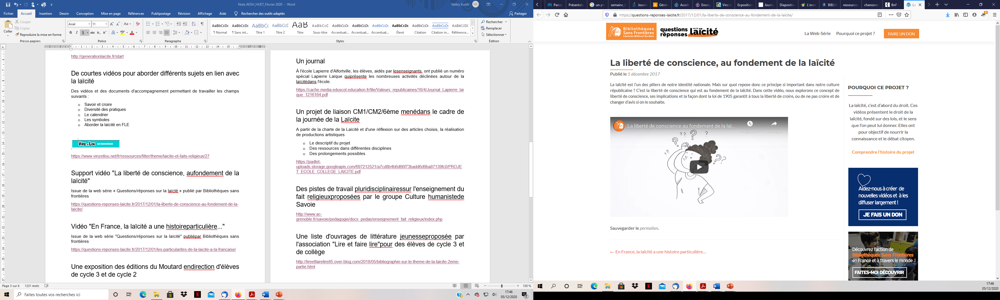 Note AESH_HUET_Février 2020 - Word
Valéry Kuntz
VK
Fichier Accueil Insertion Dessin Conception Mise en page Références Publipostage Révision Affichage Aide Rechercher des outils adaptés Partager
Coller
Couper
Copier
Reproduire la mise en forme
Presse-papiers
Arial 11
Police
Paragraphe
¶ Normal ¶ Sans int... Titre 1 Titre 2 Titre Sous-titre Accentuat... Accentuat... Accentuat... Élevé Citation Citation in... Référence...
Styles
Rechercher
Remplacer
Sélectionner
Édition
http://generationlaicite.fr/start
De courtes vidéos pour aborder différents sujets en lien avec
la laïcité
Des vidéos et des documents d'accompagnement permettant de travailler les champs
suivants :
o Savoir et croire
o Diversité des pratiques
o Le calendrier
o Les symboles
o Aborder la laïcité en FLE
Vinz et Lou LES RESSOURCES
.
https://www.vinzetlou.net/fr/ressources/filter/theme/laicite-et-faits-religieux/27
Support vidéo "La liberté de conscience, aufondement de la
laïcité"
Issue de la web série « Questions/réponses sur la laïcté » publié par Bibliothèques sans
frontières
https://questions-reponses-laicite.fr/2017/12/01/la-liberte-de-conscience-au-fondement-de-la-
laicite/
Vidéo "En France, la laïcité a une histoireparticulière..."
Issue de la web série "Questions/réponses sur la laïcité" publiépar Bibliothèques sans
frontières
https://questions-reponses-laicite.fr/2017/12/01/les-particularites-de-la-laicite-a-la-francaise/
Une exposition des éditions du Moutard endirection d'élèves
de cycle 3 et de cycle 2
Un journal
À l'école Lapierre d'Alfortville, les élèves, aidés par lesenseignants, ont publié un numéro
spécial Lapierre Laïque quiprésente les nombreuses activités déclinées autour de la
laïcitédans l'école.
https://cache.media.eduscol.education.fr/file/Valeurs_republicaines/16/4/Journal_Lapierre_lai
que_1216164.pdf
Un projet de liaison CM1/CM2/6ème menédans le cadre de
la journée de la Laïcite
A partir de la charte de la Laïcité et d'une réflexion sur des articles choisis, la réalisation
de productions artistiques
o Le descriptif du projet
o Des ressources dans différentes disciplines
o Des prolongements possibles
https://padlet-
uploads.storage.googleapis.com/697212521/a7cd8b4b6d66f73badd6d9ba87139fc0/PROJE
T_ECOLE_COLLEGE_LAICITE.pdf
Des pistes de travail pluridisciplinairessur l'enseignement du
fait religieuxproposées par le groupe Culture humanistede
Savoie
http://www.ac-
grenoble.fr/savoie/pedagogie/docs_pedas/enseignement_fait_religieux/index.php
Une liste d'ouvrages de littérature jeunesseproposée par
l'association "Lire et faire lire"pour des élèves de cycle 3 et
de collège
http://lireetfairelire85.over-blog.com/2018/05/bibliographie-sur-le-theme-de-la-laicite-2eme-
partie.html
Page 3 sur 6 1231 mots
100 %
Faites toutes vos recherches ici
17:46
05/12/2020
Parcou Présentati un pro semaine_l Journé Géné Acadé Enseig Vinz et Exposition Journa Diapositive L'ense BIBLIO ressources chansons BnF - La
https://questions-reponses-laicite.fr/2017/12/01/la-liberte-de-conscience-au-fondement-de-la-laicite/
Bibliothèques
Sans Frontières
Libraries Without Borders
questions sur la
réponses laïcité
La Web-Série Pourquoi ce projet ? FAIRE UN DON
La liberté de conscience, au fondement de la laïcité
Publié le 1 décembre 2017
La laïcité est l'un des piliers de notre identité nationale. Mais sur quoi repose donc ce principe si important dans notre culture
républicaine ? C'est la liberté de conscience qui est au fondement de la laïcité. Dans cette vidéo, nous explorons ce concept de
liberté de conscience, ses implications et la façon dont la loi de 1905 garantit à tous la liberté de croire, ou de ne pas croire et de
changer d'avis si on le souhaite.
La liberté de conscience au fondement de la laï...
À regarder... Partager
Sauvegarder le permalien.
← En France, la laïcité a une histoire particulière...
POURQUOI CE PROJET ?
La laïcité, c'est d'abord du droit. Ces
vidéos présentent le droit de la
laïcité, fondé sur des lois, et le sens
que l'on peut lui donner. Elles ont
pour objectif de nourrir la
connaissance et le débat citoyen.
Comprendre l'histoire du projet
Aidez-nous à créer de
nouvelles vidéos et à les
diffuser largement !
JE FAIS UN DON
Découvrez l'action de
Bibliothèques Sans Frontières
en France et à travers le monde !
FAITES-MOI DÉCOUVRIR
17:46
05/12/2020